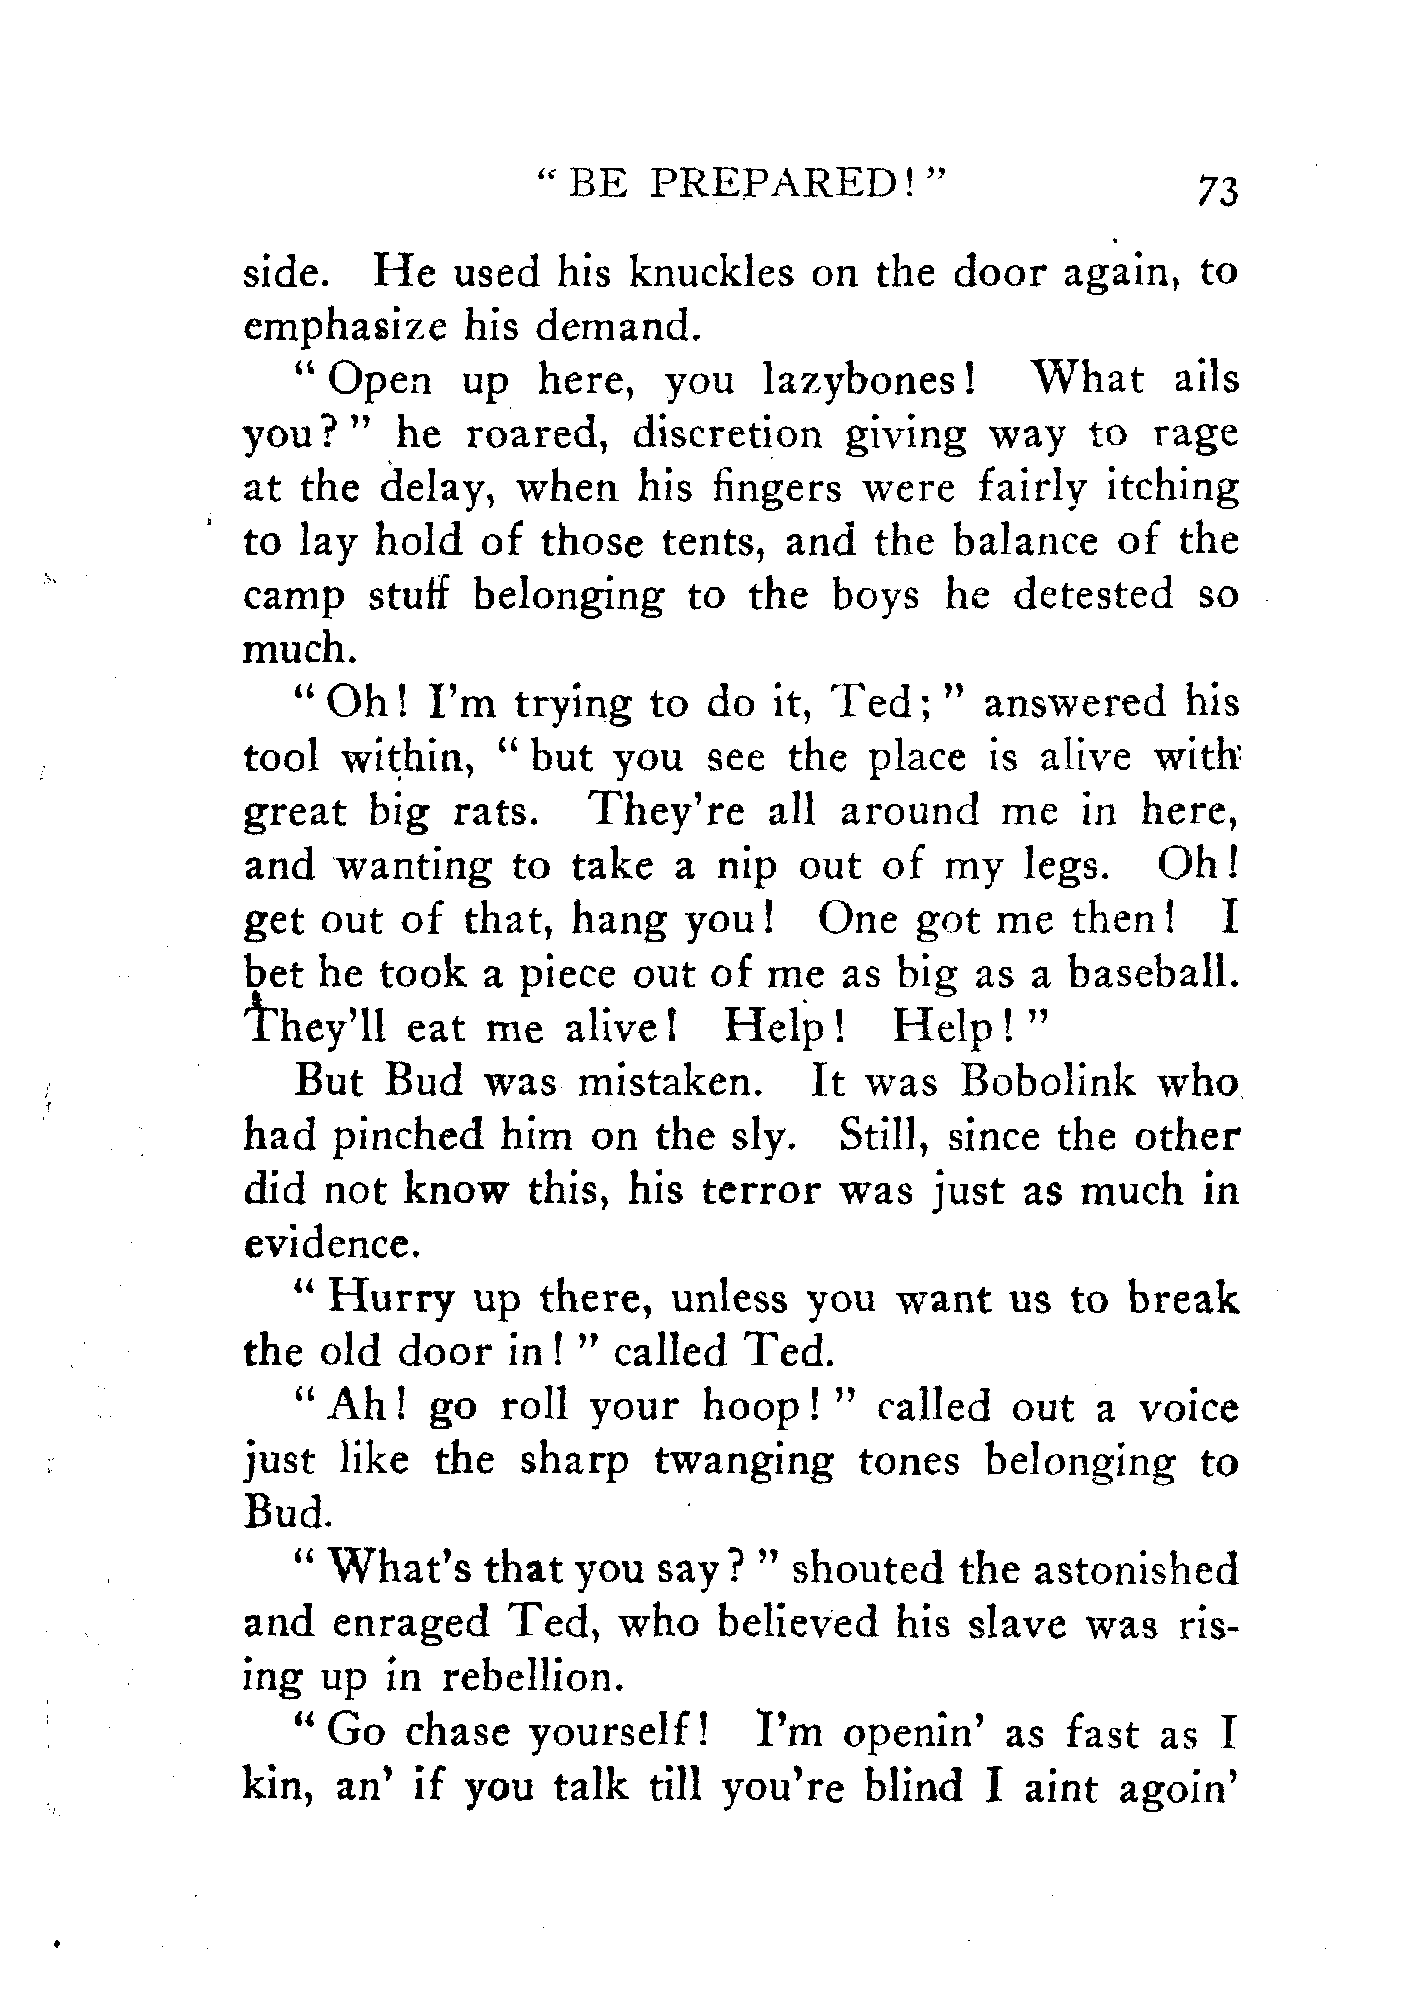 "BE PREPARED!" 73
side. He used his knuckles on the door again, to
emphasize his demand.
"Open up here, you lazybones! What ails
you?" he roared, discretion giving way to rage
at the delay, when his fingers were fairly itching
to lay hold of those tents, and the balance of the
camp stuff belonging to the boys he detested so
much.
"Oh! I'm trying to do it, Ted;" answered his
tool within, "but you see the place is alive with
great big rats. They're all around me in here,
and wanting to take a nip out of my legs. Oh!
get out of that, hang you! One got me then! I
bet he took a piece out of me as big as a baseball.
They'll eat me alive! Help! Help!"
But Bud was mistaken. It was Bobolink who
had pinched him on the sly. Still, since the other
did not know this, his terror was just as much in
evidence.
"Hurry up there, unless you want us to break
the old door in!" called Ted.
"Ah! go roll your hoop!" called out a voice
just like the sharp twanging tones belonging to
Bud.
"What's that you say?" shouted the astonished
and enraged Ted, who believed his slave was ris-
ing up in rebellion.
"Go chase yourself! I'm openin' as fast as I
kin, an' if you talk till you're blind I aint agoin'